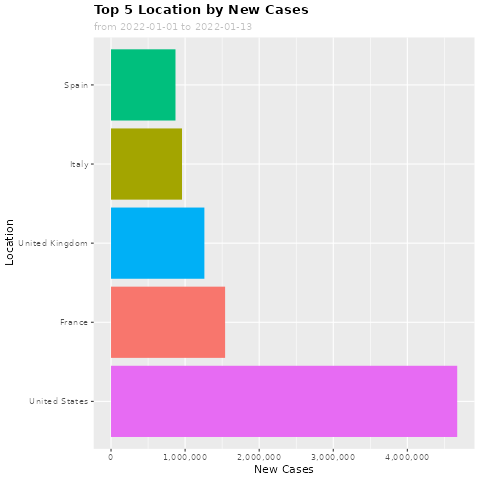 Top 5 Location by New Cases
from 2022-01-01 to 2022-01-13
Spain
Italy
United Kingdom
France
United States
Location
0 1,000,000 2,000,000 3,000,000 4,000,000
New Cases